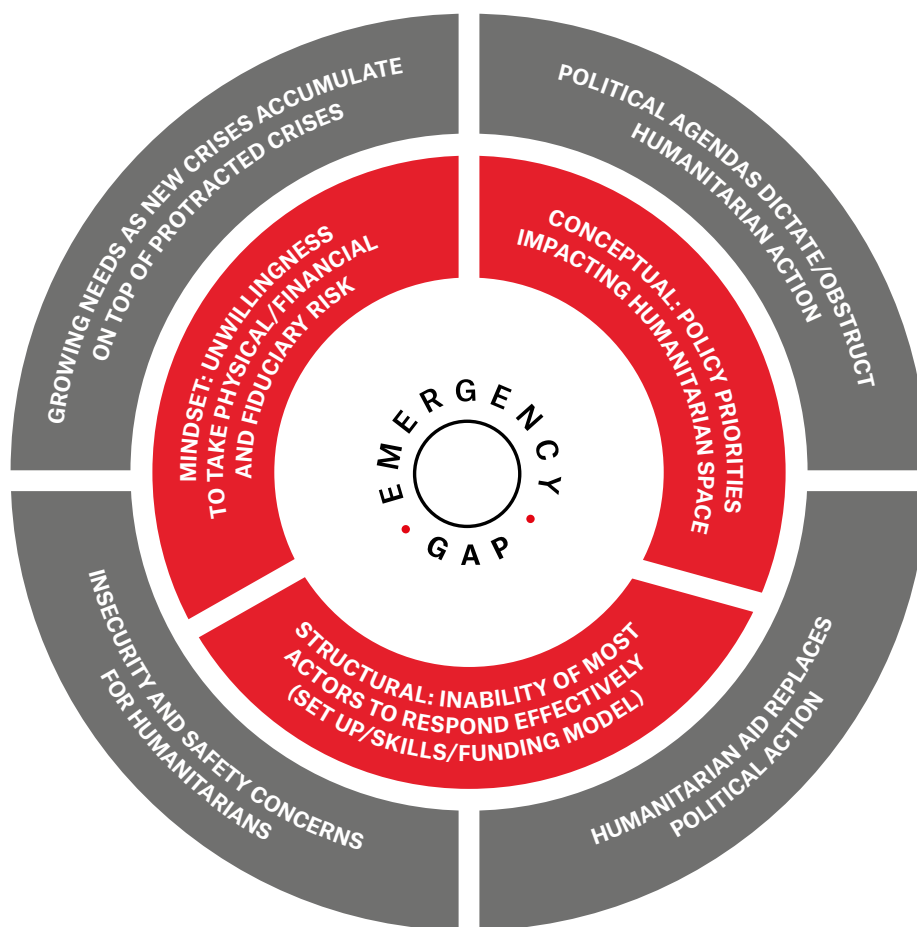 GROWING NEEDS AS NEW CRISES ACCUMULATE
ON TOP OF PROTRACTED CRISES
POLITICAL AGENDAS DICTATE/OBSTRUCT
HUMANITARIAN ACTION
MINDSET: UNWILLINGNESS
TO TAKE PHYSICAL/FINANCIAL
AND FIDUCIARY RISK
CONCEPTUAL: POLICY PRIORITIES
IMPACTING HUMANITARIAN SPACE
EMERGENCY
GAP
STRUCTURAL: INABILITY OF MOST
ACTORS TO RESPOND EFFECTIVELY
(SET UP/SKILLS/FUNDING MODEL)
INSECURITY AND SAFETY CONCERNS
FOR HUMANITARIANS
HUMANITARIAN AID REPLACES
POLITICAL ACTION